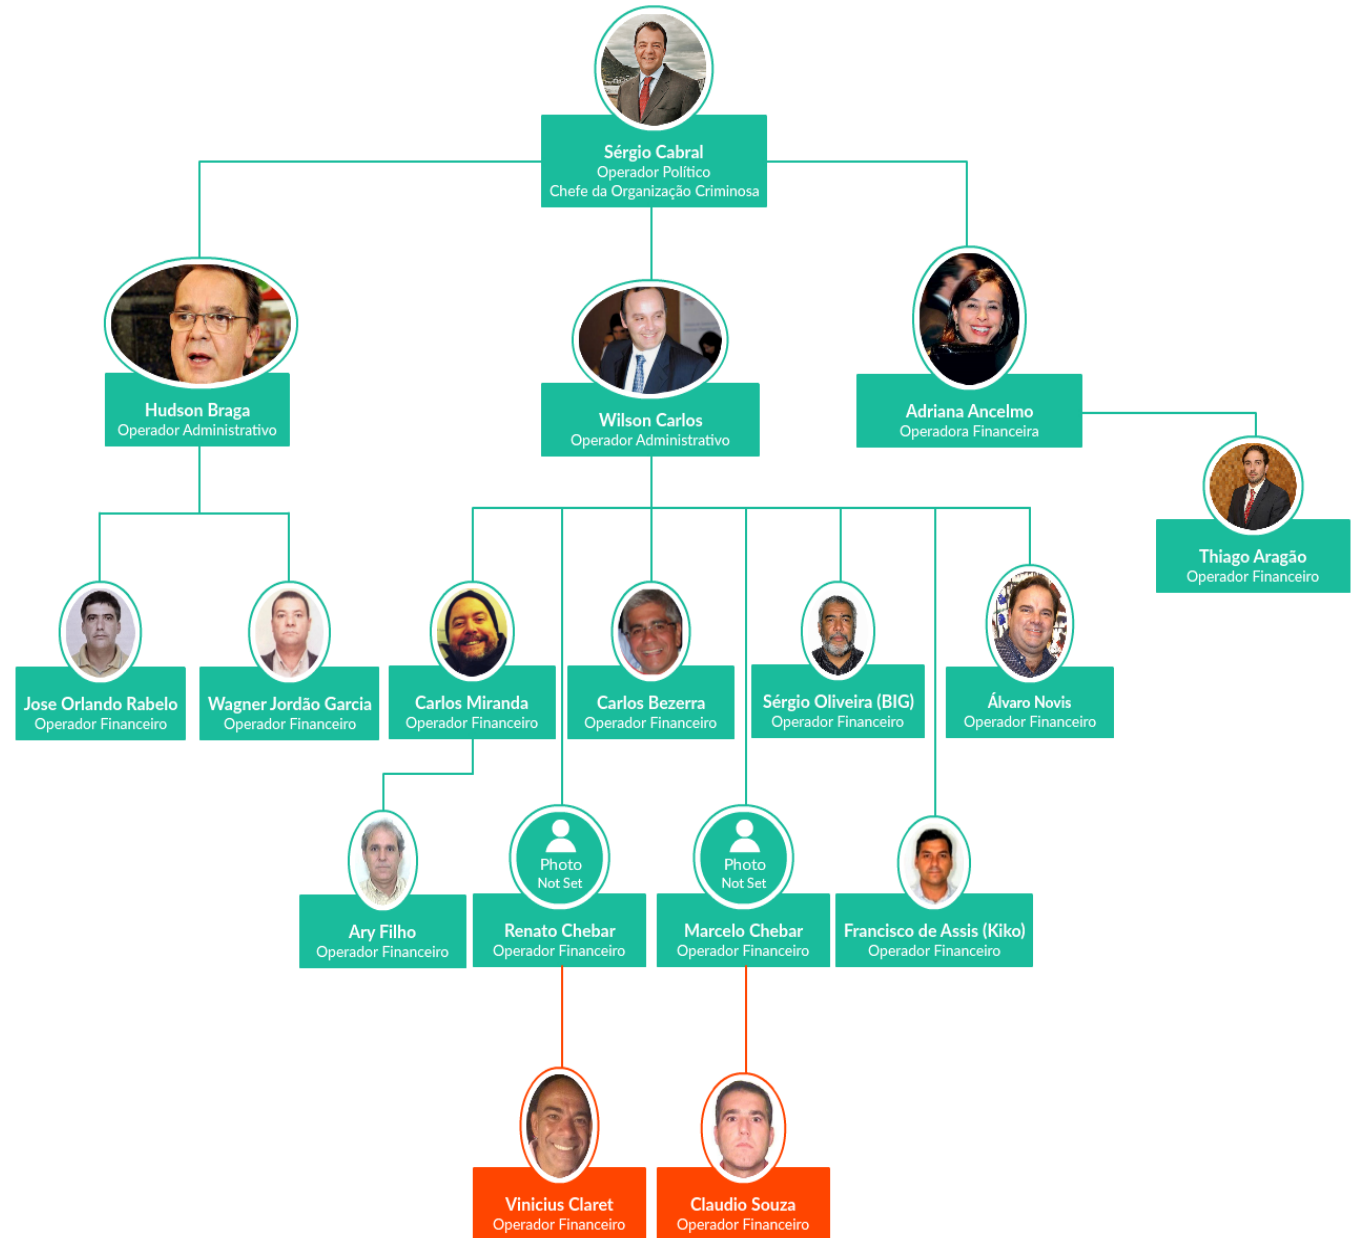 Sérgio Cabral
Operador Político
Chefe da Organização Criminosa
Hudson Braga
Operador Administrativo
Wilson Carlos
Operador Administrativo
Adriana Ancelmo
Operadora Financeira
Thiago Aragão
Operador Financeiro
Jose Orlando Rabelo
Operador Financeiro
Wagner Jordão Garcia
Operador Financeiro
Carlos Miranda
Operador Financeiro
Carlos Bezerra
Operador Financeiro
Sérgio Oliveira (BIG)
Operador Financeiro
Álvaro Novis
Operador Financeiro
Ary Filho
Operador Financeiro
Photo
Not Set
Renato Chebar
Operador Financeiro
Photo
Not Set
Marcelo Chebar
Operador Financeiro
Francisco de Assis (Kiko)
Operador Financeiro
Vinicius Claret
Operador Financeiro
Claudio Souza
Operador Financeiro